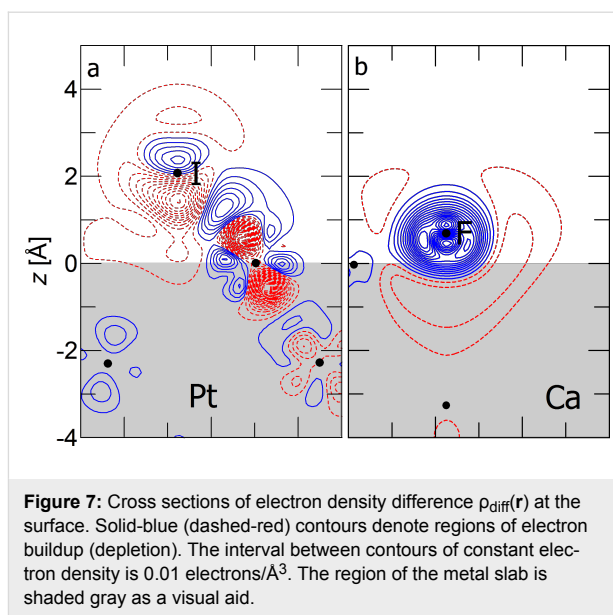 a
b
4
2
0
-2
-4
z [Å]
I
F
Pt
Ca
Figure 7: Cross sections of electron density difference ρdiff(r) at the
surface. Solid-blue (dashed-red) contours denote regions of electron
buildup (depletion). The interval between contours of constant elec-
tron density is 0.01 electrons/Å³. The region of the metal slab is
shaded gray as a visual aid.